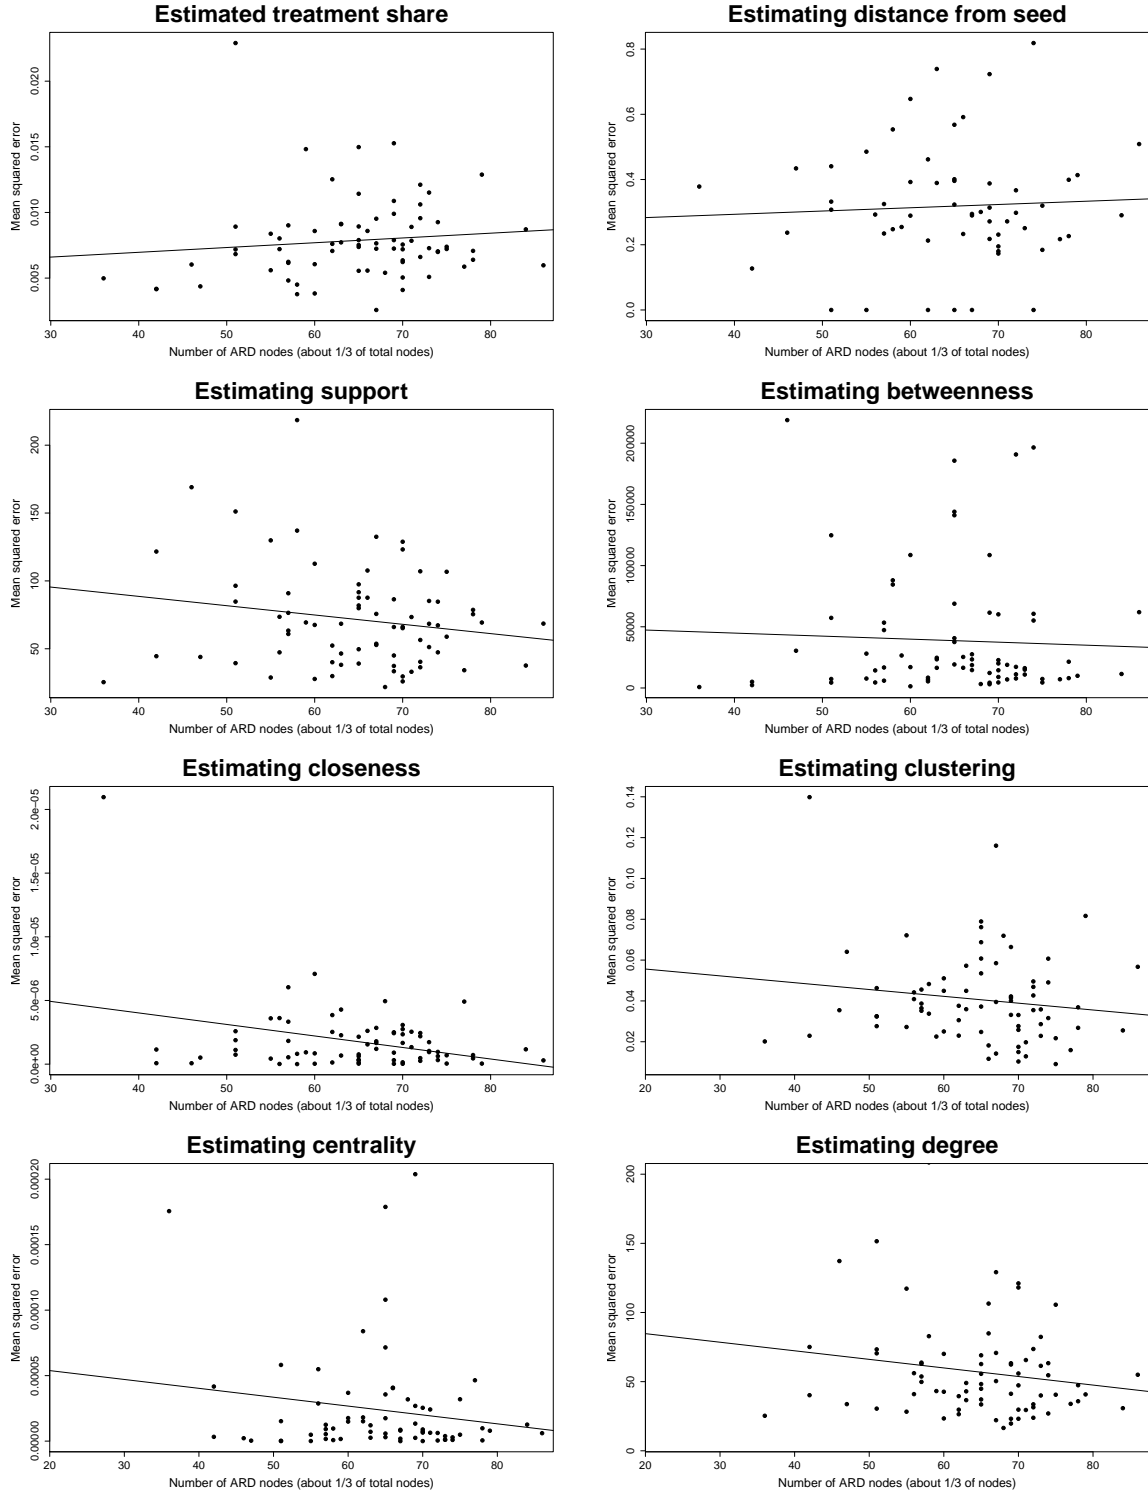 Estimated treatment share
Mean squared error
0.005 0.010 0.015 0.020
30 40 50 60 70 80
Number of ARD nodes (about 1/3 of total nodes)
Estimating distance from seed
Mean squared error
0.0 0.2 0.4 0.6 0.8
30 40 50 60 70 80
Number of ARD nodes (about 1/3 of total nodes)
Estimating support
Mean squared error
50 100 150 200
30 40 50 60 70 80
Number of ARD nodes (about 1/3 of total nodes)
Estimating betweenness
Mean squared error
0 50000 100000 150000 200000
30 40 50 60 70 80
Number of ARD nodes (about 1/3 of total nodes)
Estimating closeness
Mean squared error
0.0e+00 5.0e−06 1.0e−05 1.5e−05 2.0e−05
30 40 50 60 70 80
Number of ARD nodes (about 1/3 of total nodes)
Estimating clustering
Mean squared error
0.02 0.04 0.06 0.08 0.10 0.12 0.14
20 30 40 50 60 70 80
Number of ARD nodes (about 1/3 of total nodes)
Estimating centrality
Mean squared error
0.00000 0.00005 0.00010 0.00015 0.00020
20 30 40 50 60 70 80
Number of ARD nodes (about 1/3 of total nodes)
Estimating degree
Mean squared error
0 50 100 150 200
20 30 40 50 60 70 80
Number of ARD nodes (about 1/3 of nodes)